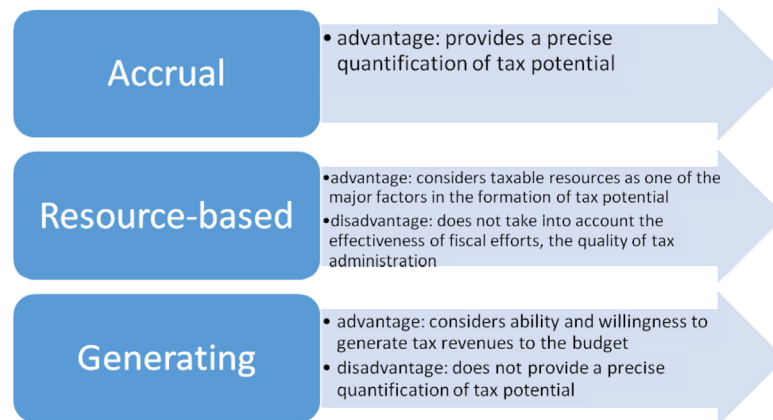 Accrual
• advantage: provides a precise
quantification of tax potential
Resource-based
•advantage: considers taxable resources as one of the
major factors in the formation of tax potential
•disadvantage: does not take into account the
effectiveness of fiscal efforts, the quality of tax
administration
Generating
• advantage: considers ability and willingness to
generate tax revenues to the budget
• disadvantage: does not provide a precise
quantification of tax potential